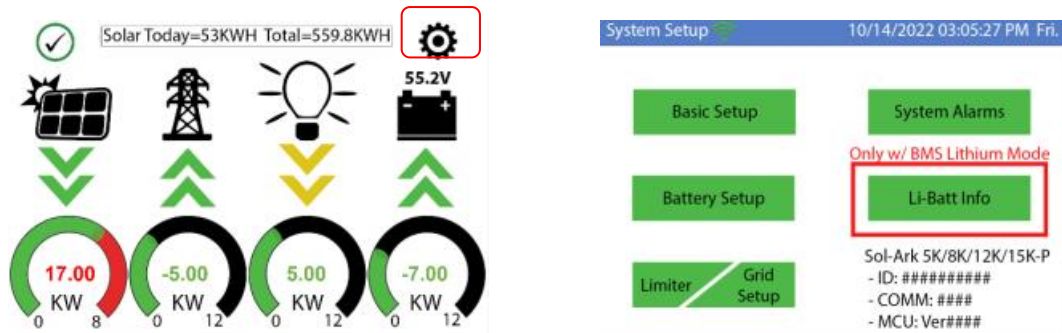 Solar Today=53KWH Total=559.8KWH
55.2V
- +
17.00
KW
0 8
-5.00
KW
0 12
5.00
KW
0 12
-7.00
KW
0 12
System Setup
10/14/2022 03:05:27 PM Fri.
Basic Setup
System Alarms
Only w/ BMS Lithium Mode
Battery Setup
Li-Batt Info
Limiter
Grid
Setup
Sol-Ark 5K/8K/12K/15K-P
- ID: ##########
- COMM: ####
- MCU: Ver####